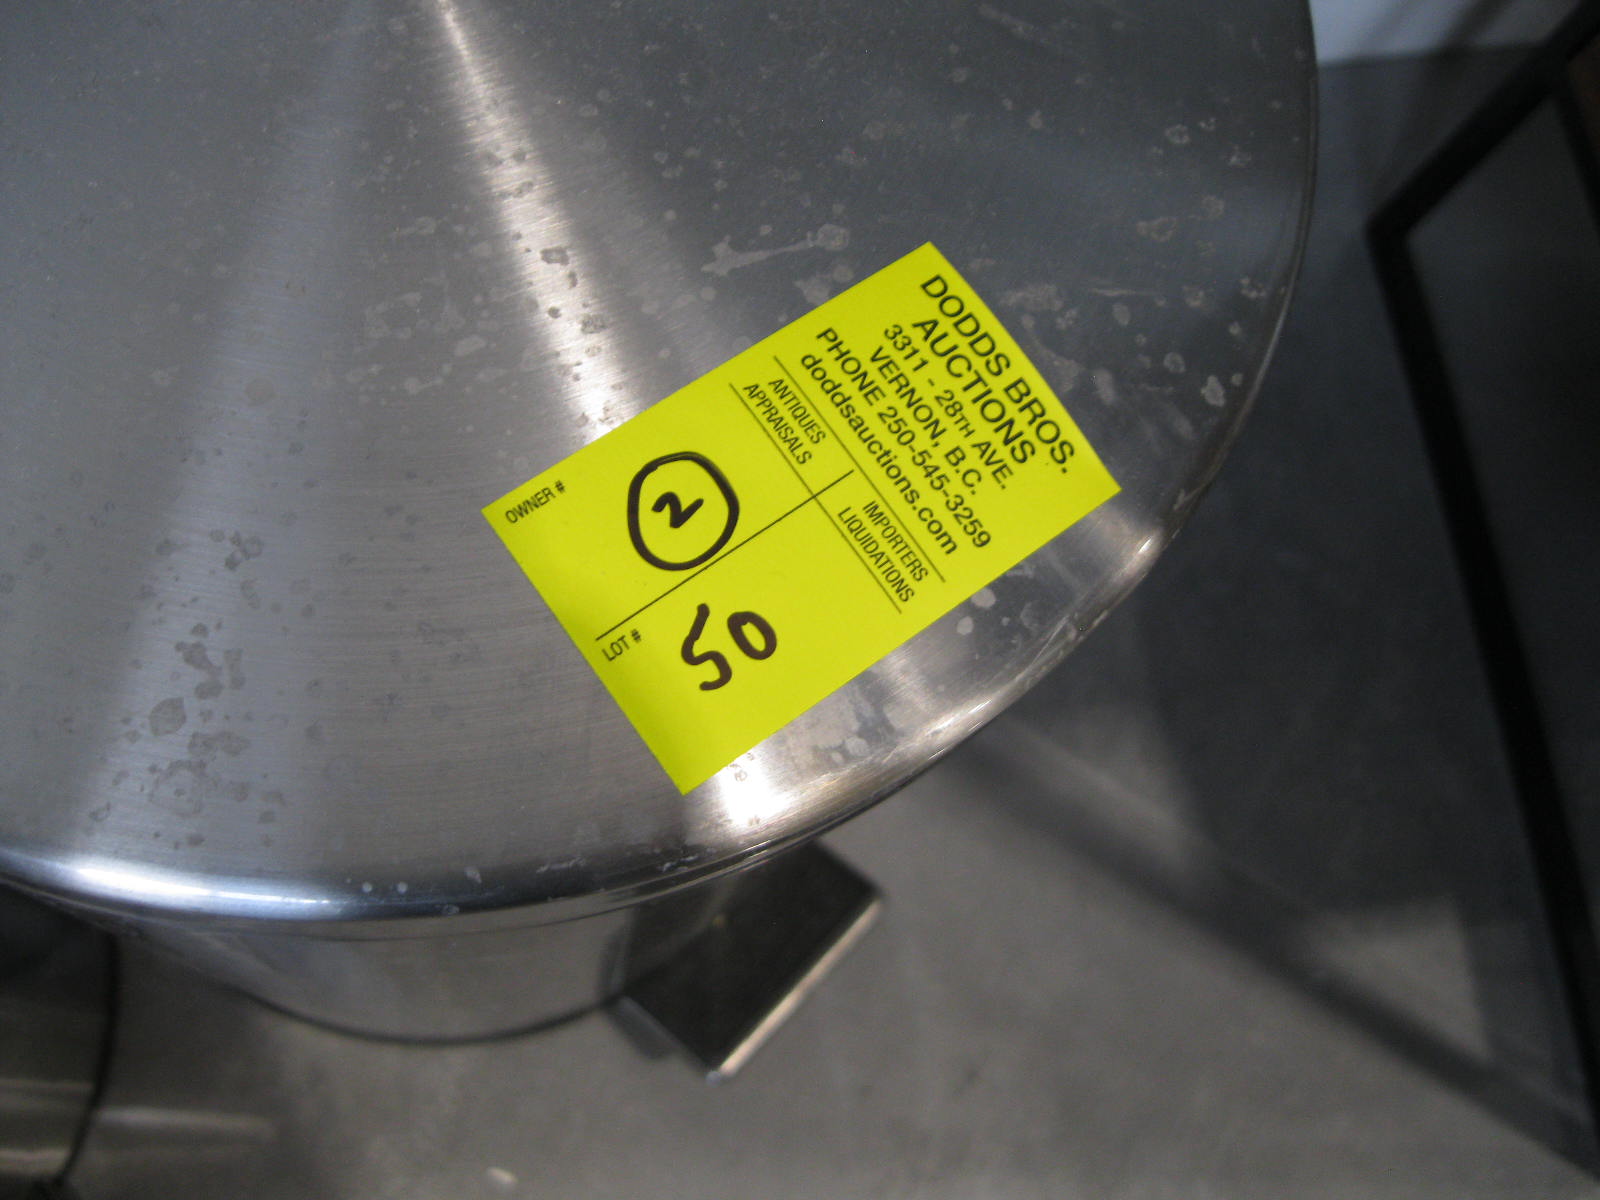 DODDS BROS.
AUCTIONS
3311 - 28TH AVE.
VERNON, B.C.
PHONE 250-545-3259
doddsauctions.com
ANTIQUES
APPRAISALS
IMPORTERS
LIQUIDATIONS
OWNER #
2
LOT #
50